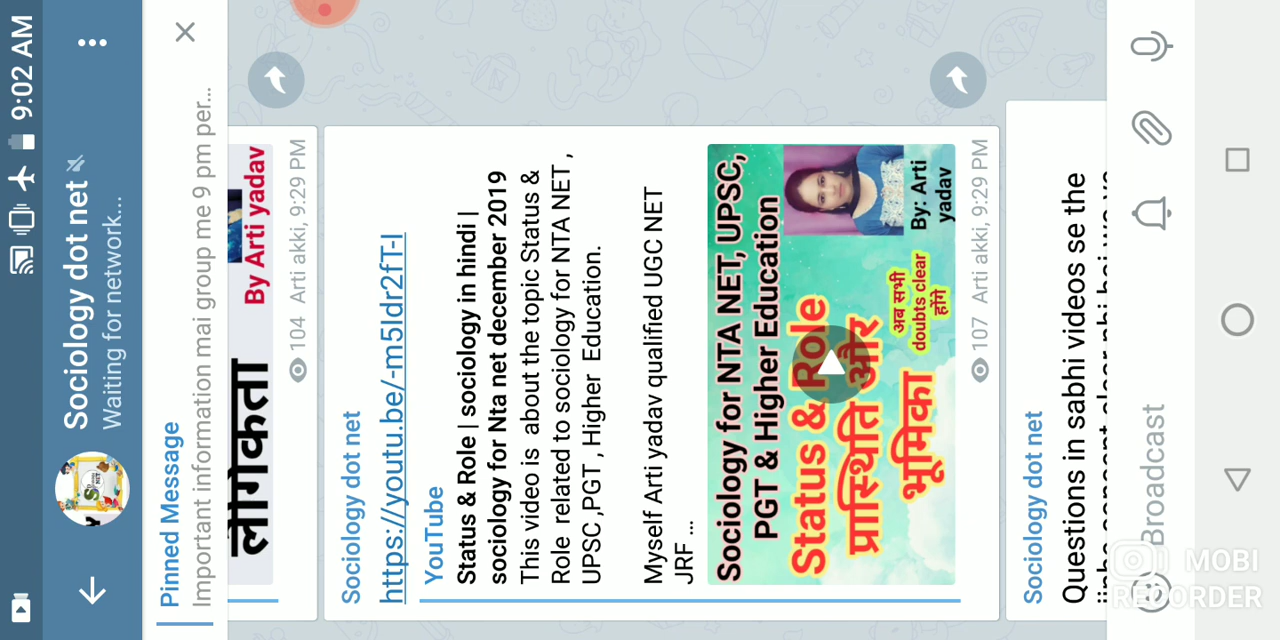 9:02 AM
Sociology dot net
Waiting for network...
Pinned Message
Important information mai group me 9 pm per...
By Arti yadav
104 Arti akki, 9:29 PM
Sociology dot net
https://youtu.be/-m5Idr2fT-I
YouTube
Status & Role | sociology in hindi |
sociology for Nta net december 2019
This video is about the topic Status &
Role related to sociology for NTA NET ,
UPSC ,PGT , Higher Education.
Myself Arti yadav qualified UGC NET
JRF ...
Sociology for NTA NET, UPSC,
PGT & Higher Education
Status & Role
प्रास्थिति और
भूमिका
अब सभी
doubts clear
होंगे
By: Arti
yadav
107 Arti akki, 9:29 PM
Sociology dot net
Questions in sabhi videos se the
Broadcast
MOBI
RECORDER